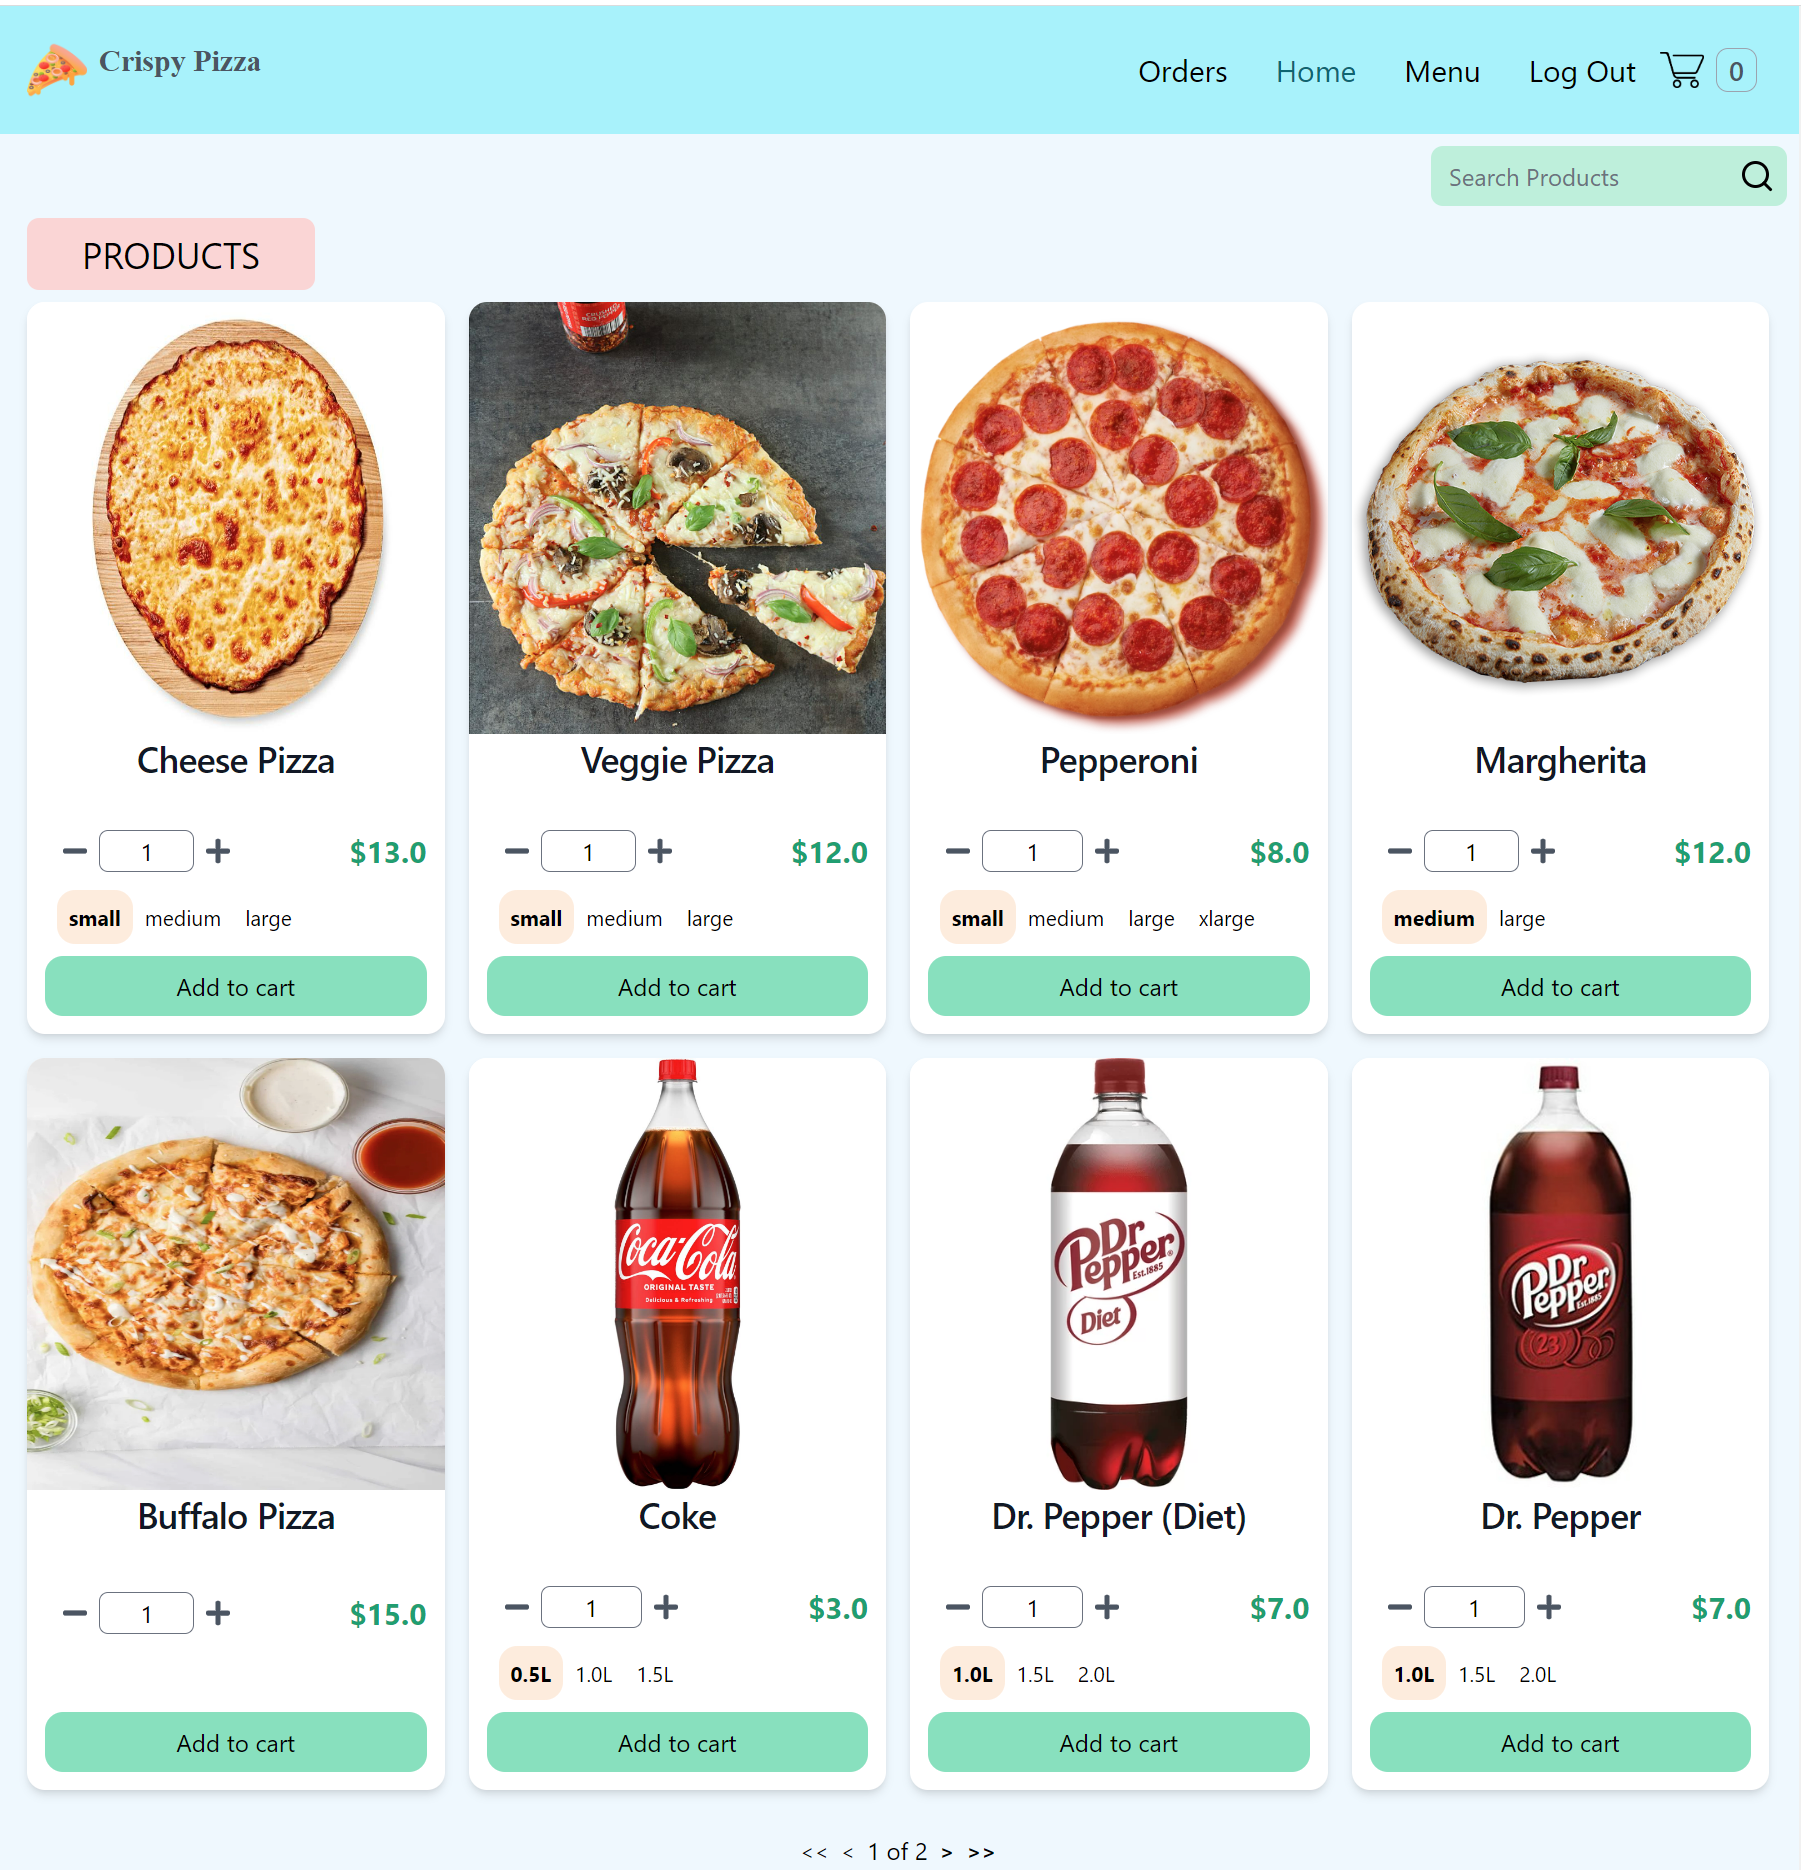 Crispy Pizza
Orders Home Menu Log Out 0
Search Products
PRODUCTS
CRUSHED
RED PEPPER
Cheese Pizza Veggie Pizza Pepperoni Margherita
1 $13.0 1 $12.0 1 $8.0 1 $12.0
small medium large small medium large small medium large xlarge medium large
Add to cart Add to cart Add to cart Add to cart
Coca-Cola
ORIGINAL TASTE
Delicious & Refreshing
Dr Pepper
Est.1885
Diet
Dr Pepper
Est.1885
23
Buffalo Pizza Coke Dr. Pepper (Diet) Dr. Pepper
1 $15.0 1 $3.0 1 $7.0 1 $7.0
0.5L 1.0L 1.5L 1.0L 1.5L 2.0L 1.0L 1.5L 2.0L
Add to cart Add to cart Add to cart Add to cart
<< < 1 of 2 > >>